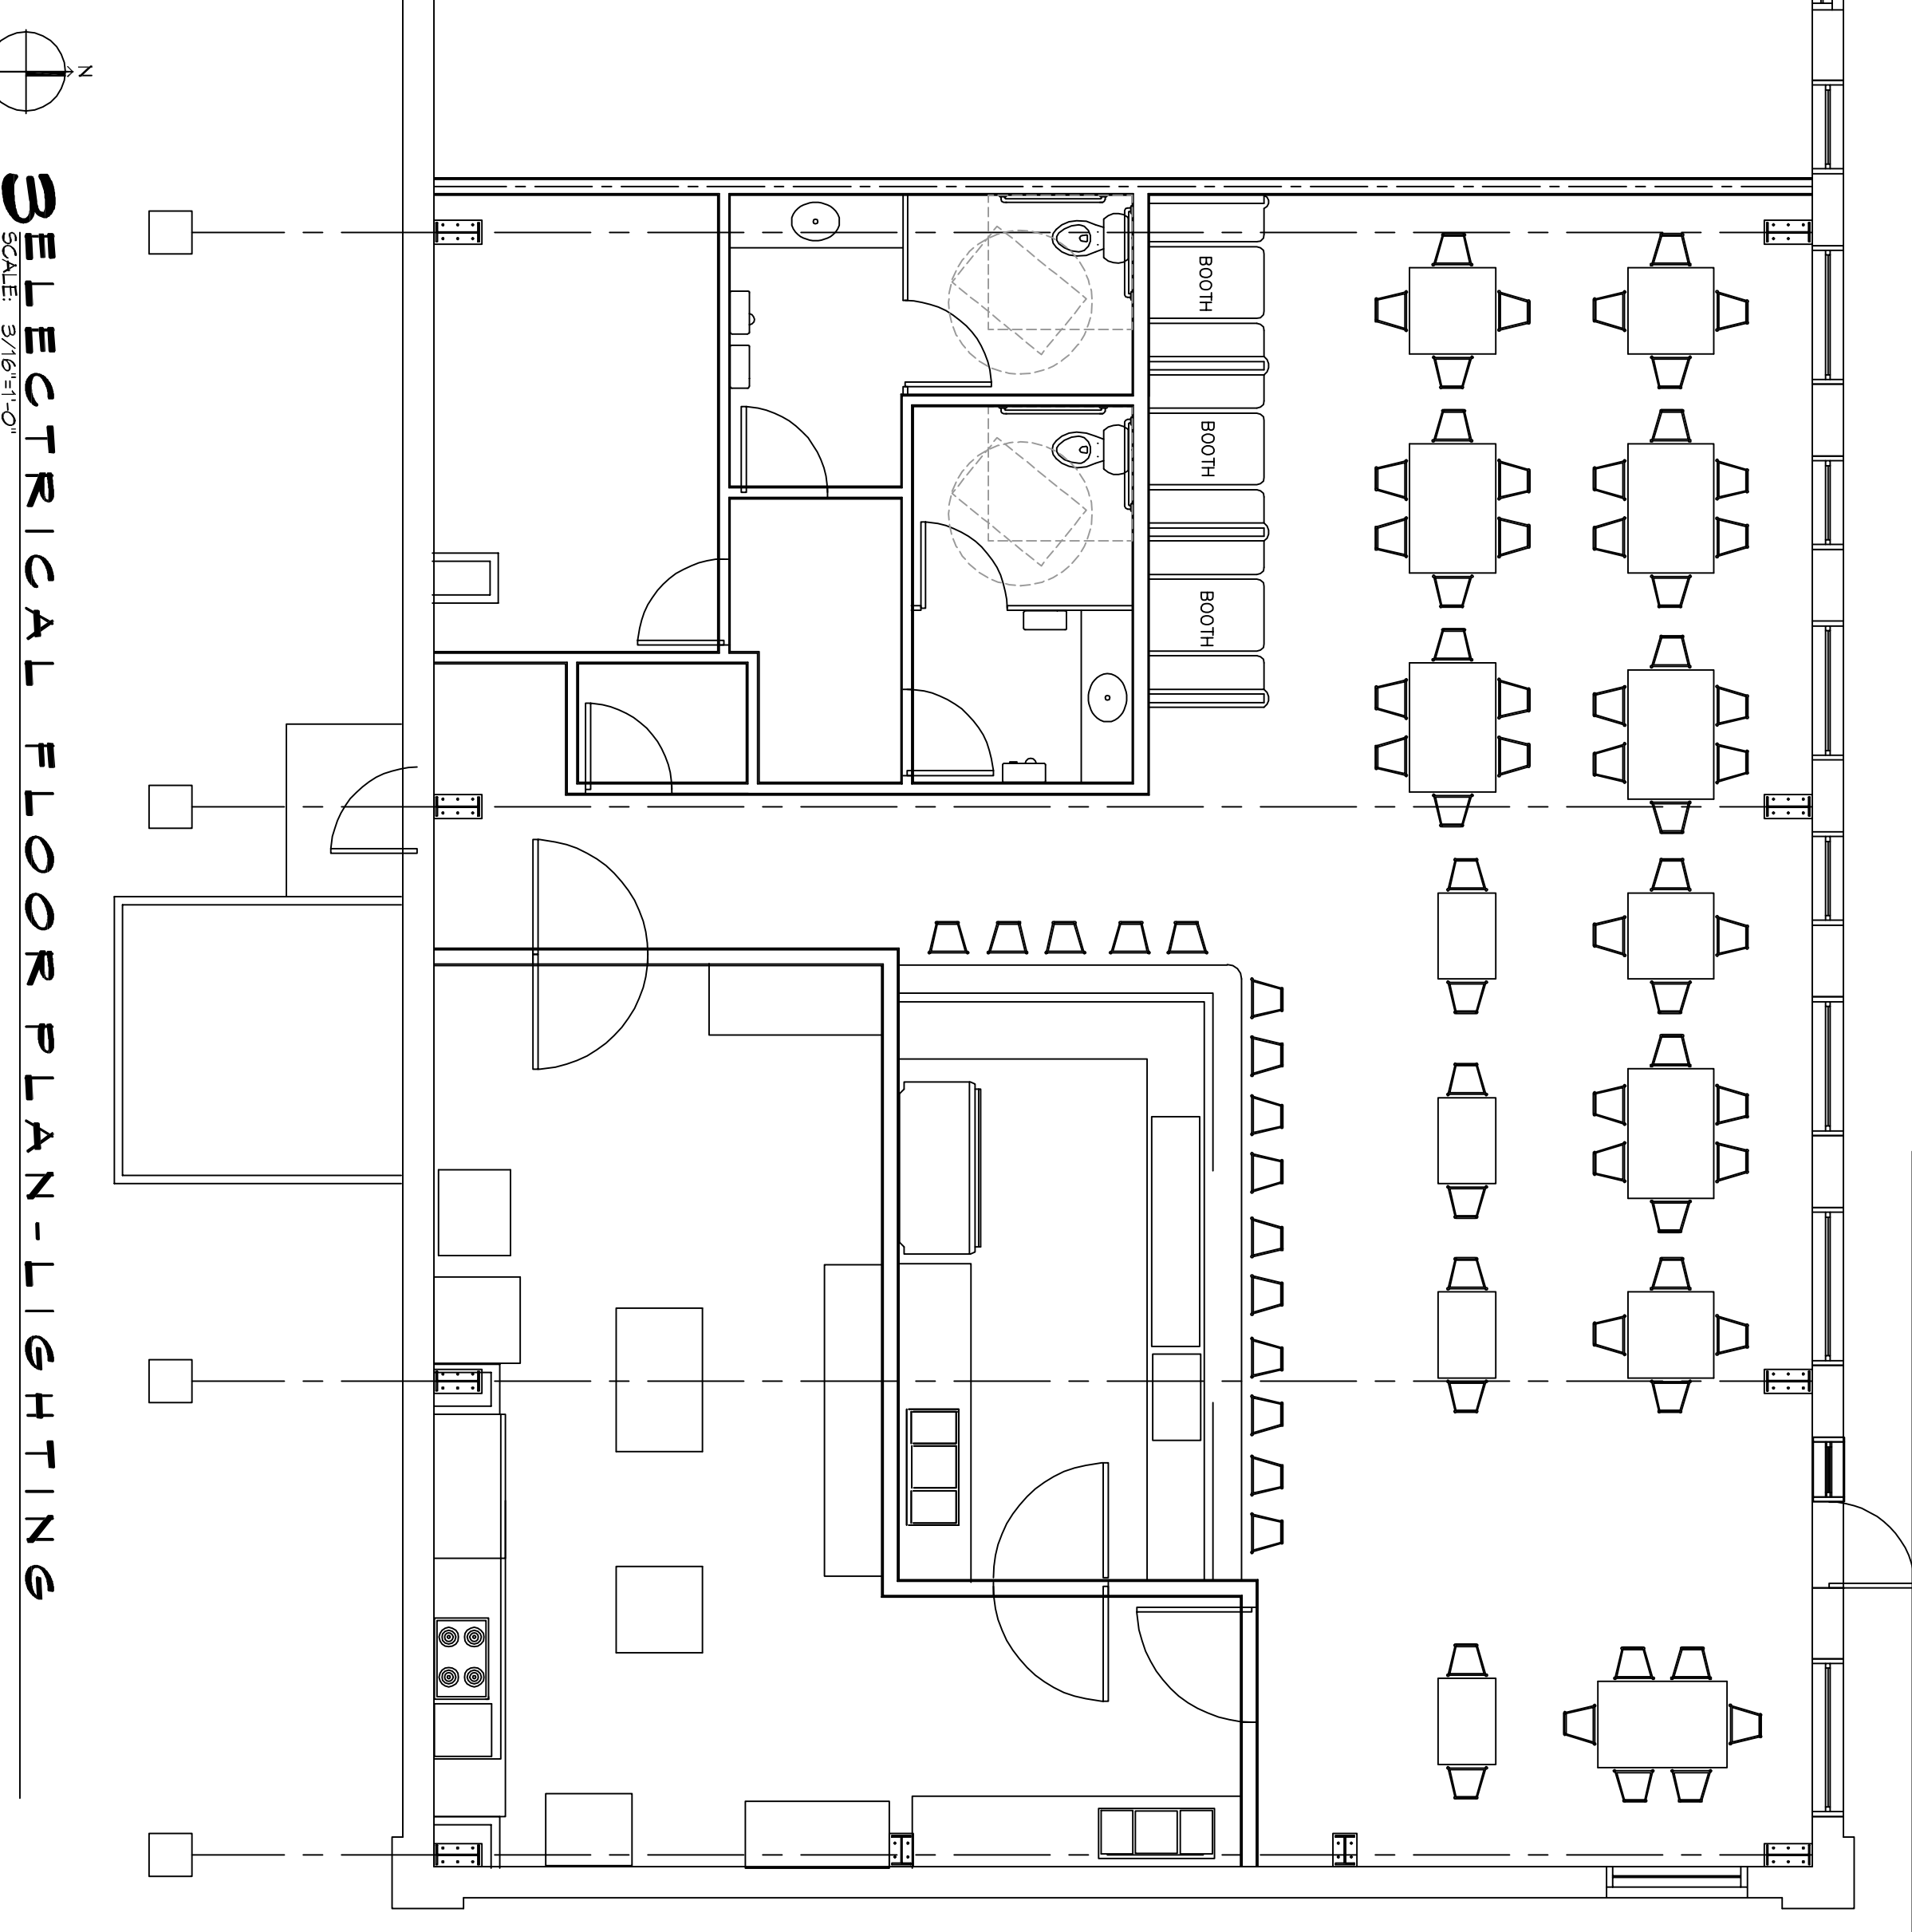 N
3 ELECTRICAL FLOOR PLAN-LIGHTING
SCALE: 3/16"=1'-0"
BOOTH
BOOTH
BOOTH